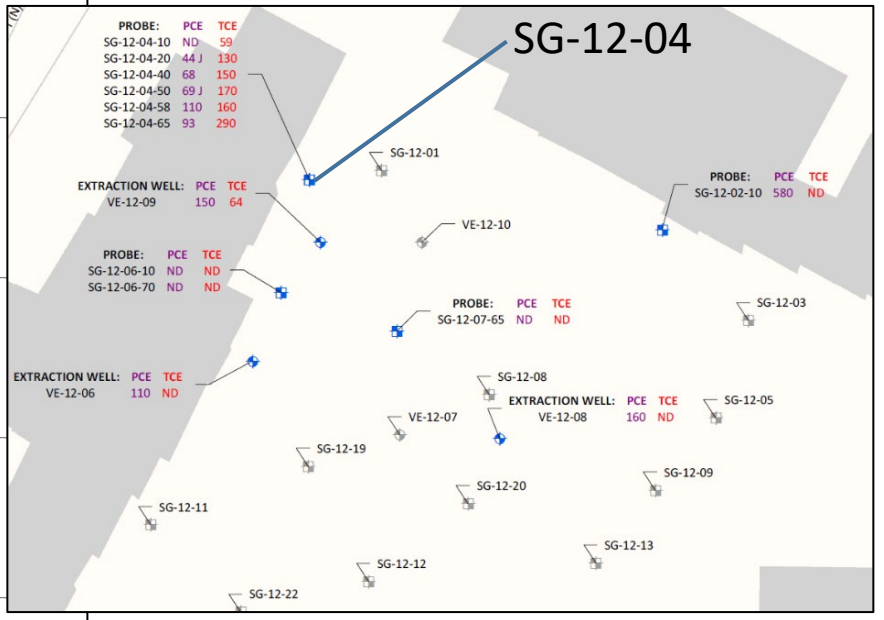 (N)
SG-12-04
PROBE: PCE TCE
SG-12-04-10 ND 59
SG-12-04-20 44 J 130
SG-12-04-40 68 150
SG-12-04-50 69 J 170
SG-12-04-58 110 160
SG-12-04-65 93 290
SG-12-01
PROBE: PCE TCE
SG-12-02-10 580 ND
EXTRACTION WELL: PCE TCE
VE-12-09 150 64
VE-12-10
PROBE: PCE TCE
SG-12-06-10 ND ND
SG-12-06-70 ND ND
PROBE: PCE TCE
SG-12-07-65 ND ND
SG-12-03
EXTRACTION WELL: PCE TCE
VE-12-06 110 ND
SG-12-08
EXTRACTION WELL: PCE TCE
VE-12-08 160 ND
SG-12-05
VE-12-07
SG-12-19
SG-12-09
SG-12-20
SG-12-11
SG-12-13
SG-12-12
SG-12-22